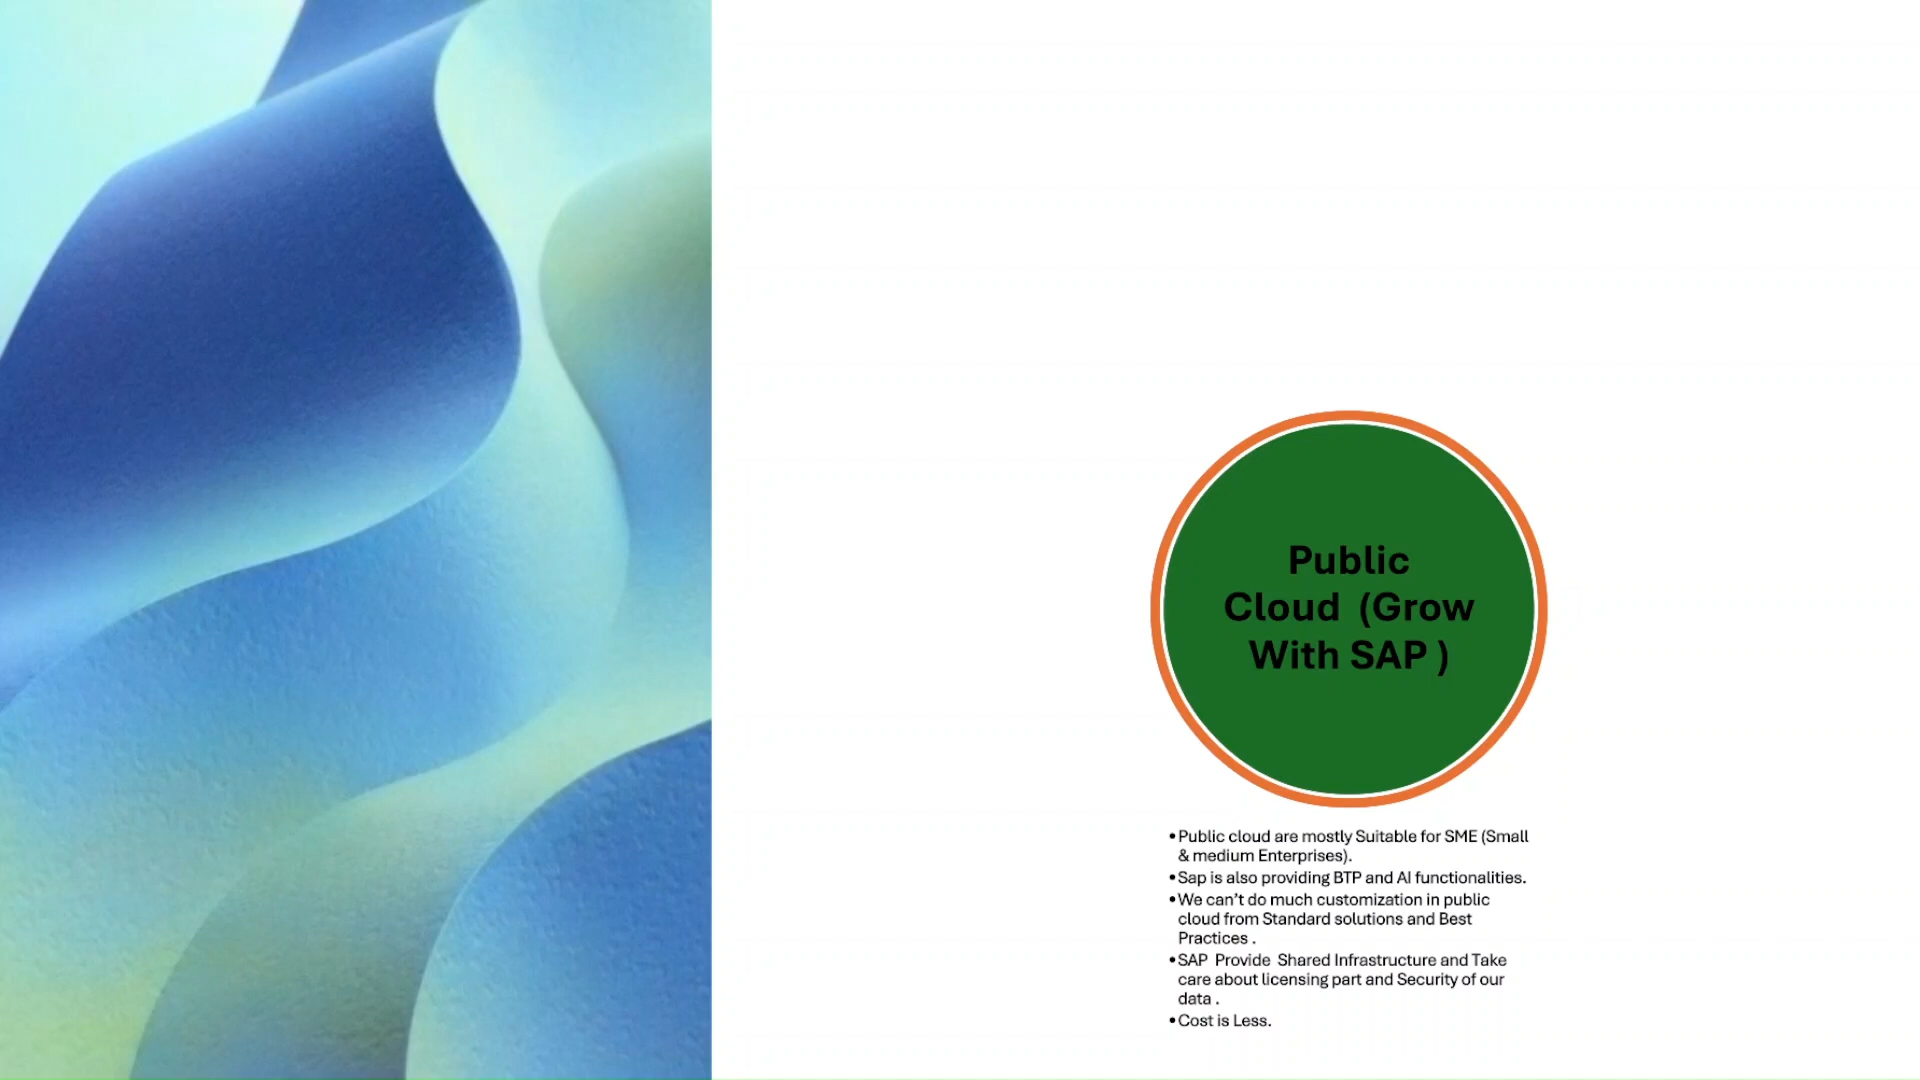 Public
Cloud (Grow
With SAP )
•Public cloud are mostly Suitable for SME (Small
& medium Enterprises).
•Sap is also providing BTP and AI functionalities.
•We can’t do much customization in public
cloud from Standard solutions and Best
Practices .
•SAP Provide Shared Infrastructure and Take
care about licensing part and Security of our
data .
•Cost is Less.